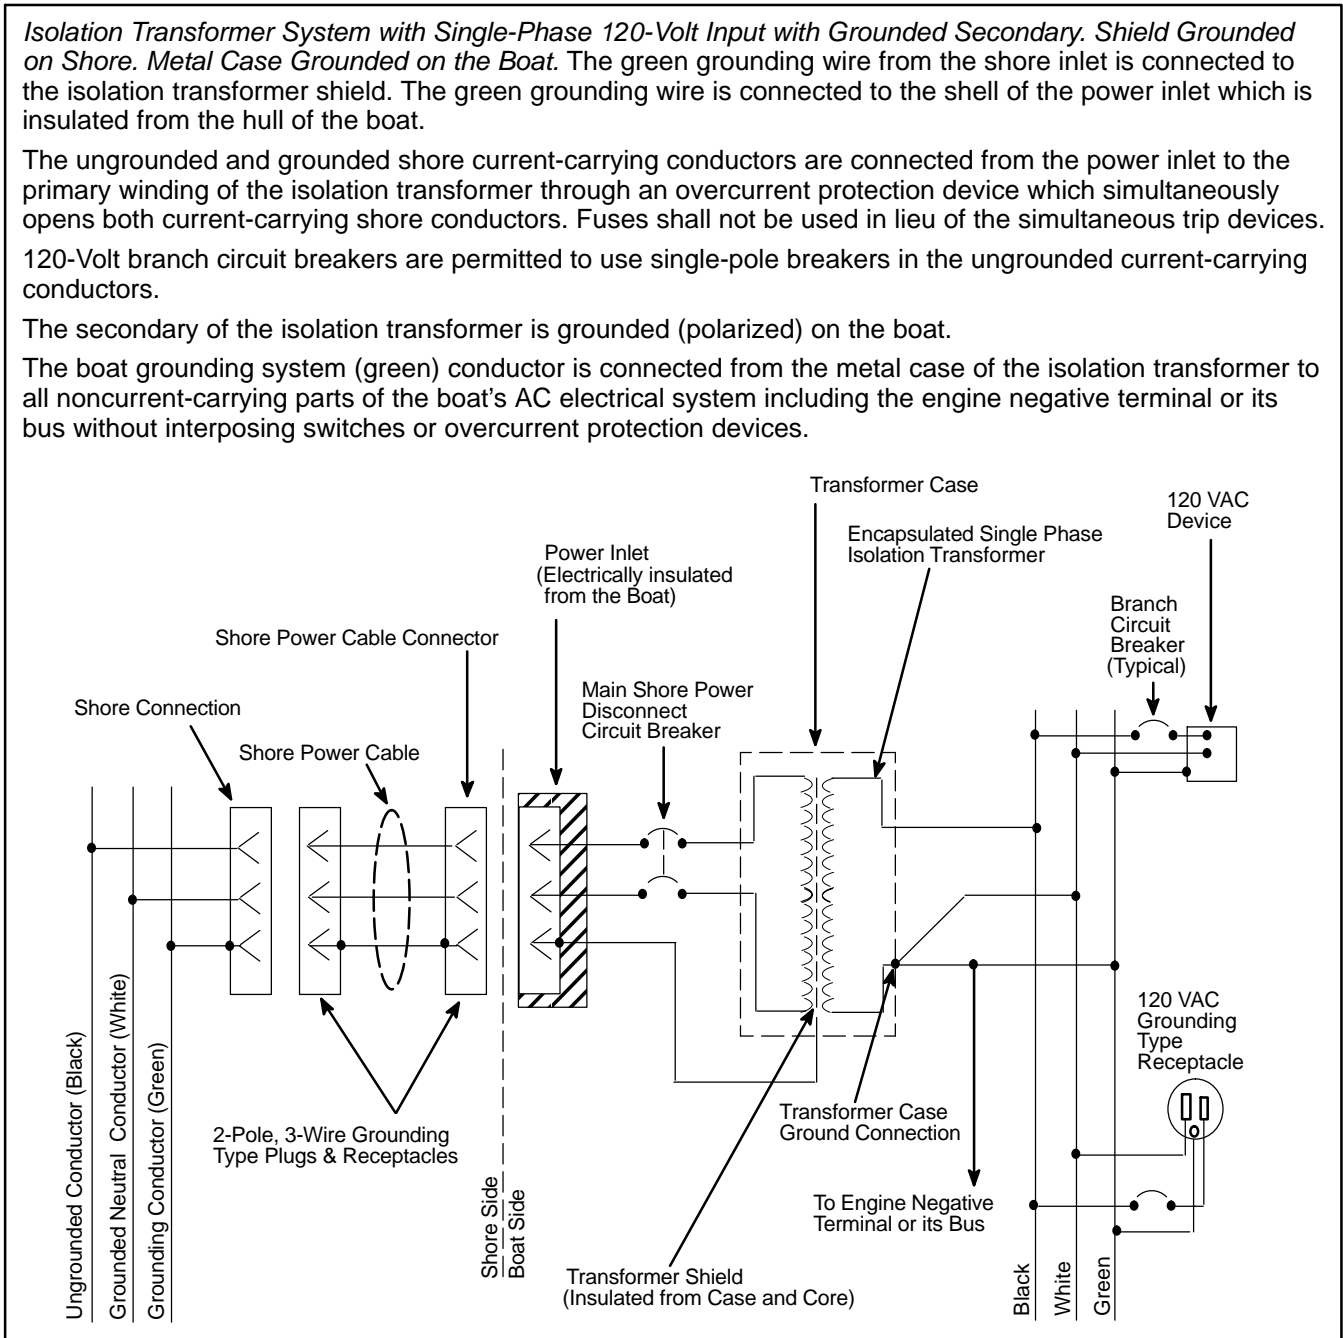 Isolation Transformer System with Single-Phase 120-Volt Input with Grounded Secondary. Shield Grounded
on Shore. Metal Case Grounded on the Boat. The green grounding wire from the shore inlet is connected to
the isolation transformer shield. The green grounding wire is connected to the shell of the power inlet which is
insulated from the hull of the boat.
The ungrounded and grounded shore current-carrying conductors are connected from the power inlet to the
primary winding of the isolation transformer through an overcurrent protection device which simultaneously
opens both current-carrying shore conductors. Fuses shall not be used in lieu of the simultaneous trip devices.
120-Volt branch circuit breakers are permitted to use single-pole breakers in the ungrounded current-carrying
conductors.
The secondary of the isolation transformer is grounded (polarized) on the boat.
The boat grounding system (green) conductor is connected from the metal case of the isolation transformer to
all noncurrent-carrying parts of the boat's AC electrical system including the engine negative terminal or its
bus without interposing switches or overcurrent protection devices.
Transformer Case
120 VAC
Device
Encapsulated Single Phase
Isolation Transformer
Power Inlet
(Electrically insulated
from the Boat)
Branch
Circuit
Breaker
(Typical)
Shore Power Cable Connector
Main Shore Power
Disconnect
Circuit Breaker
Shore Connection
Shore Power Cable
120 VAC
Grounding
Type
Receptacle
Ungrounded Conductor (Black)
Grounded Neutral Conductor (White)
Grounding Conductor (Green)
2-Pole, 3-Wire Grounding
Type Plugs & Receptacles
Shore Side
Boat Side
Transformer Case
Ground Connection
To Engine Negative
Terminal or its Bus
Transformer Shield
(Insulated from Case and Core)
Black
White
Green